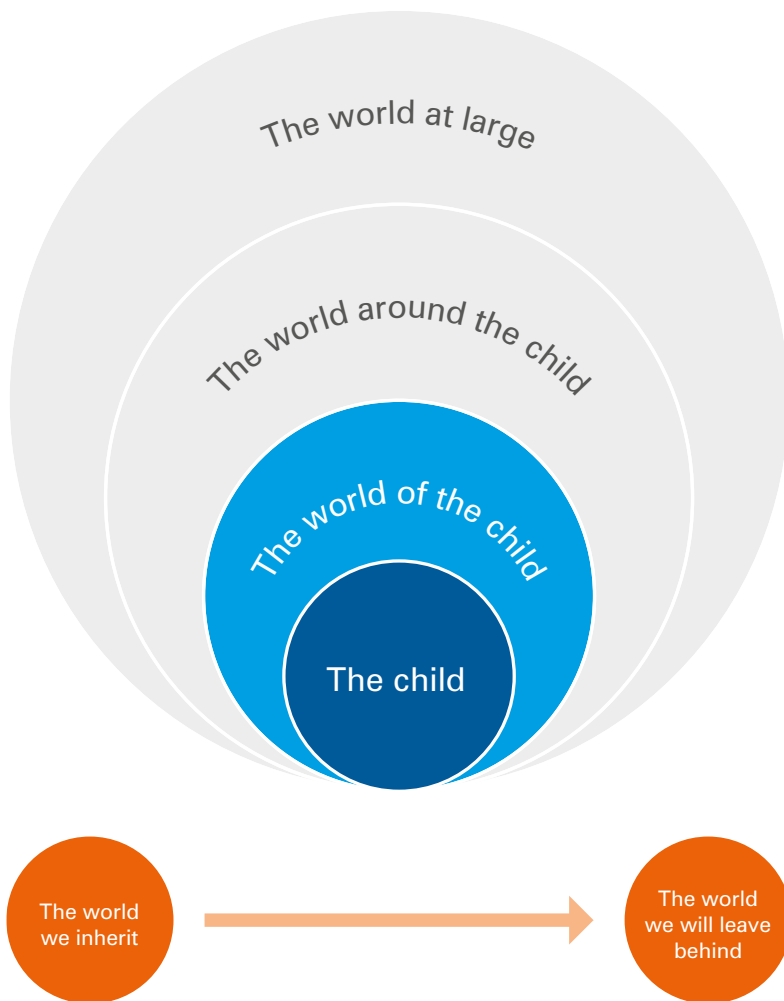 The world at large
The world around the child
The world of the child
The child
The world
we inherit
The world
we will leave
behind